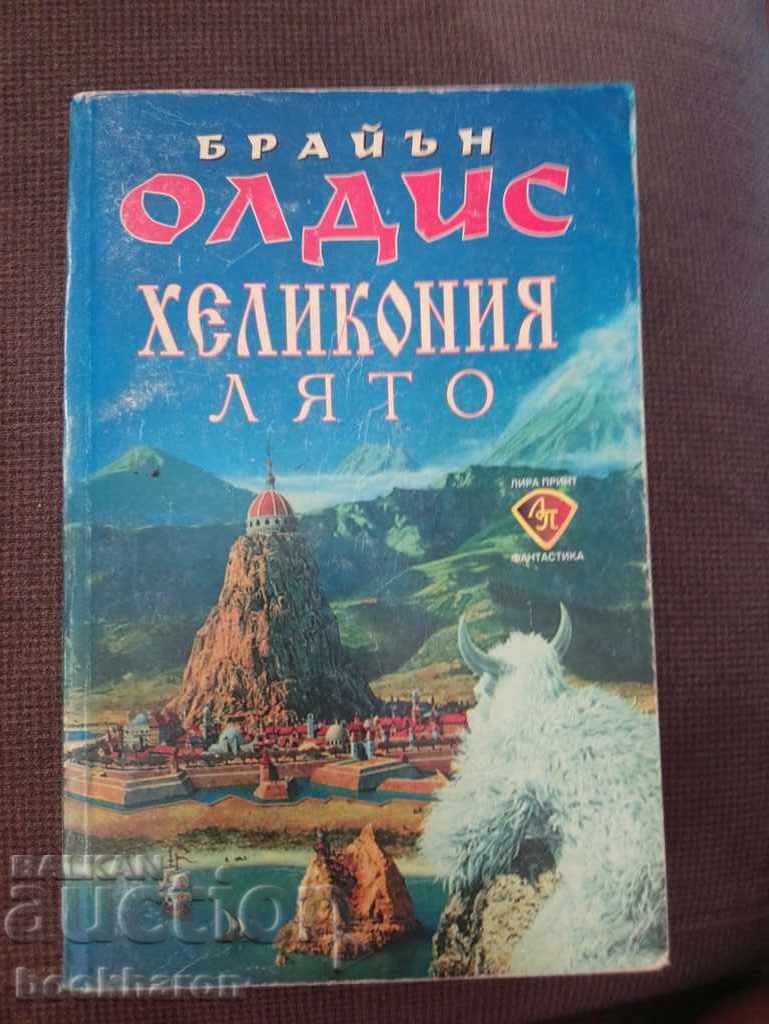 БРАЙЪН
ОЛДИС
ХЕЛИКОНИЯ
ЛЯТО
ЛИРА ПРИНТ
ЛП
ФАНТАСТИКА
BALKAN
auction
bookharon